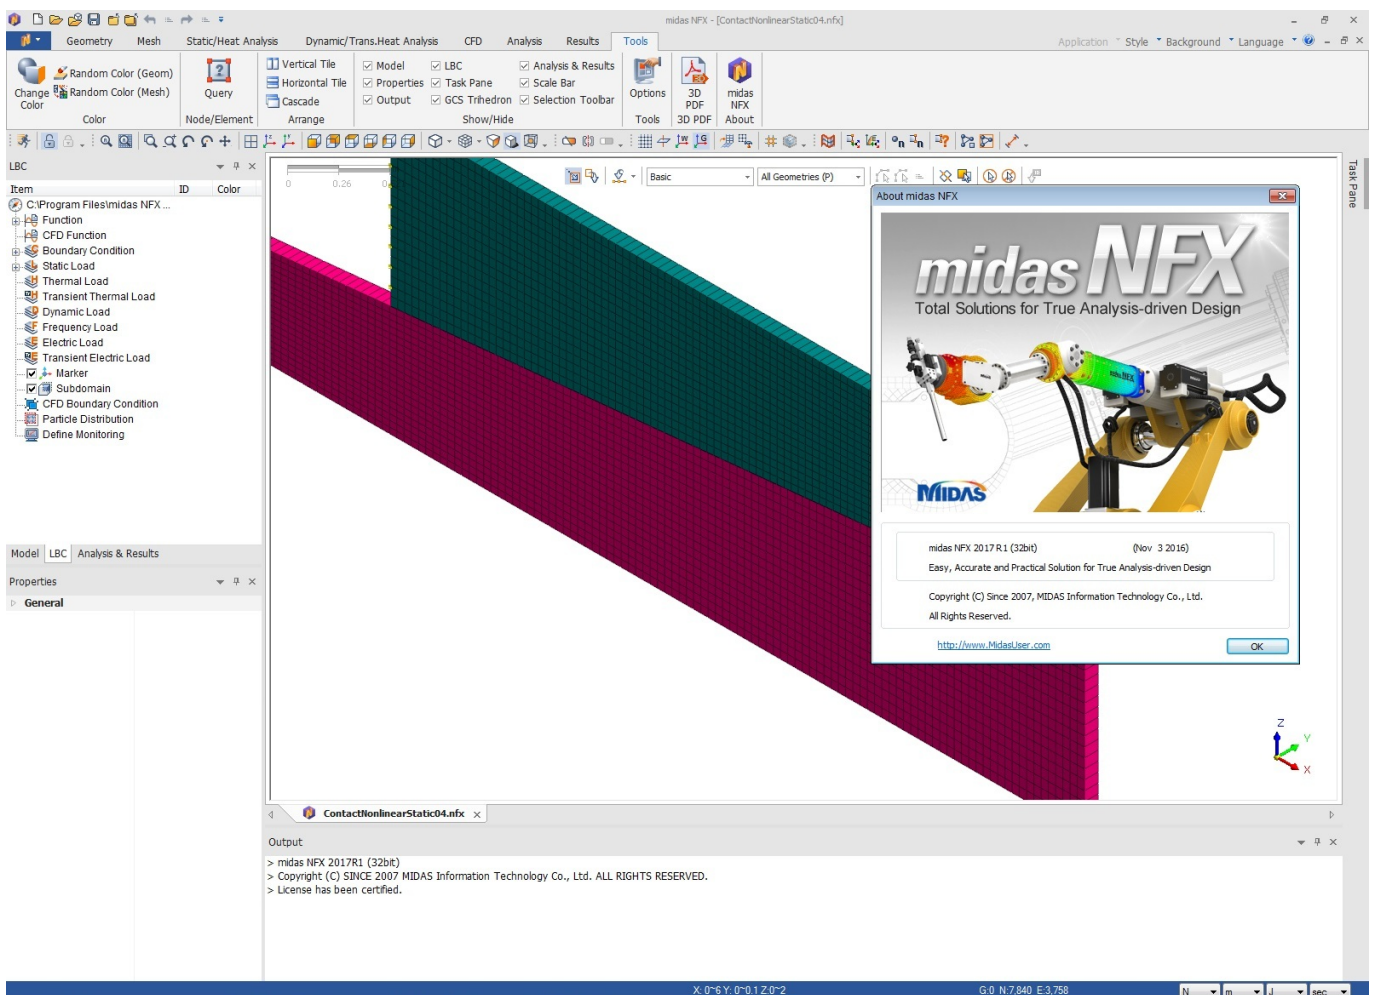 midas NFX - [ContactNonlinearStatic04.nfx]
Geometry Mesh Static/Heat Analysis Dynamic/Trans.Heat Analysis CFD Analysis Results Tools Application Style Background Language
Change Color
Random Color (Geom)
Random Color (Mesh)
Color
Query
Node/Element
Vertical Tile
Horizontal Tile
Cascade
Arrange
Model LBC Analysis & Results
Properties Task Pane Scale Bar
Output GCS Trihedron Selection Toolbar
Show/Hide
Options
Tools
3D PDF
3D PDF
midas NFX
About
LBC
Item ID Color
C:\Program Files\midas NFX ...
Function
CFD Function
Boundary Condition
Static Load
Thermal Load
Transient Thermal Load
Dynamic Load
Frequency Load
Electric Load
Transient Electric Load
Marker
Subdomain
CFD Boundary Condition
Particle Distribution
Define Monitoring
Model LBC Analysis & Results
Properties
General
0 0.26
Basic All Geometries (P)
Task Pane
About midas NFX
midas NFX
Total Solutions for True Analysis-driven Design
midas NFX
MIDAS
midas NFX 2017 R1 (32bit) (Nov 3 2016)
Easy, Accurate and Practical Solution for True Analysis-driven Design
Copyright (C) Since 2007, MIDAS Information Technology Co., Ltd.
All Rights Reserved.
http://www.MidasUser.com OK
Z
Y
X
ContactNonlinearStatic04.nfx
Output
> midas NFX 2017R1 (32bit)
> Copyright (C) SINCE 2007 MIDAS Information Technology Co., Ltd. ALL RIGHTS RESERVED.
> License has been certified.
X: 0~6 Y: 0~0.1 Z:0~2 G:0 N:7,840 E:3,758 N m J sec